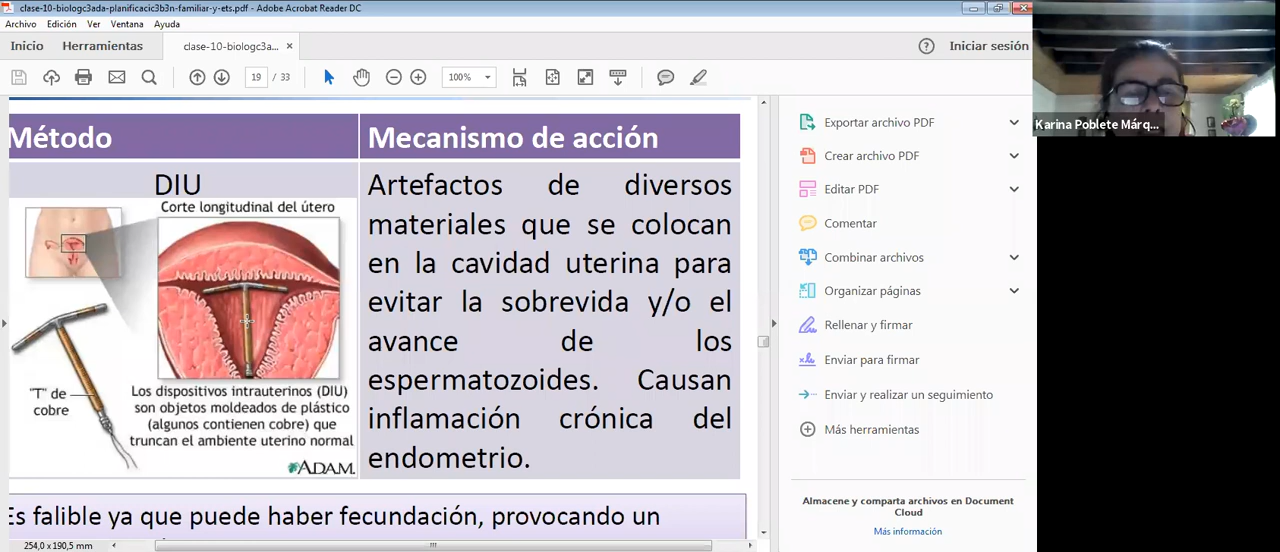 clase-10-biologc3ada-planificacic3b3n-familiar-y-ets.pdf - Adobe Acrobat Reader DC
Archivo Edición Ver Ventana Ayuda
Inicio Herramientas clase-10-biologc3a... × Iniciar sesión
19 / 33 100%
Método
Mecanismo de acción
DIU
Corte longitudinal del útero
"T" de
cobre
Los dispositivos intrauterinos (DIU)
son objetos moldeados de plástico
(algunos contienen cobre) que
truncan el ambiente uterino normal
ADAM.
Artefactos de diversos
materiales que se colocan
en la cavidad uterina para
evitar la sobrevida y/o el
avance de los
espermatozoides. Causan
inflamación crónica del
endometrio.
Es falible ya que puede haber fecundación, provocando un
254,0 x 190,5 mm
Exportar archivo PDF
Crear archivo PDF
Editar PDF
Comentar
Combinar archivos
Organizar páginas
Rellenar y firmar
Enviar para firmar
Enviar y realizar un seguimiento
Más herramientas
Almacene y comparta archivos en Document
Cloud
Más información
Karina Poblete Márq...